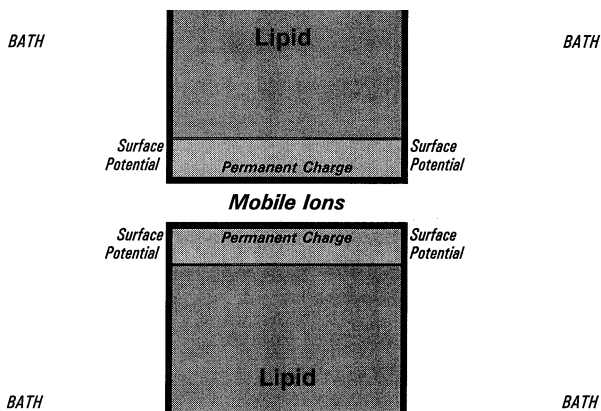 Lipid
BATH
BATH
Surface
Potential
Permanent Charge
Surface
Potential
Mobile Ions
Surface
Potential
Permanent Charge
Surface
Potential
Lipid
BATH
BATH